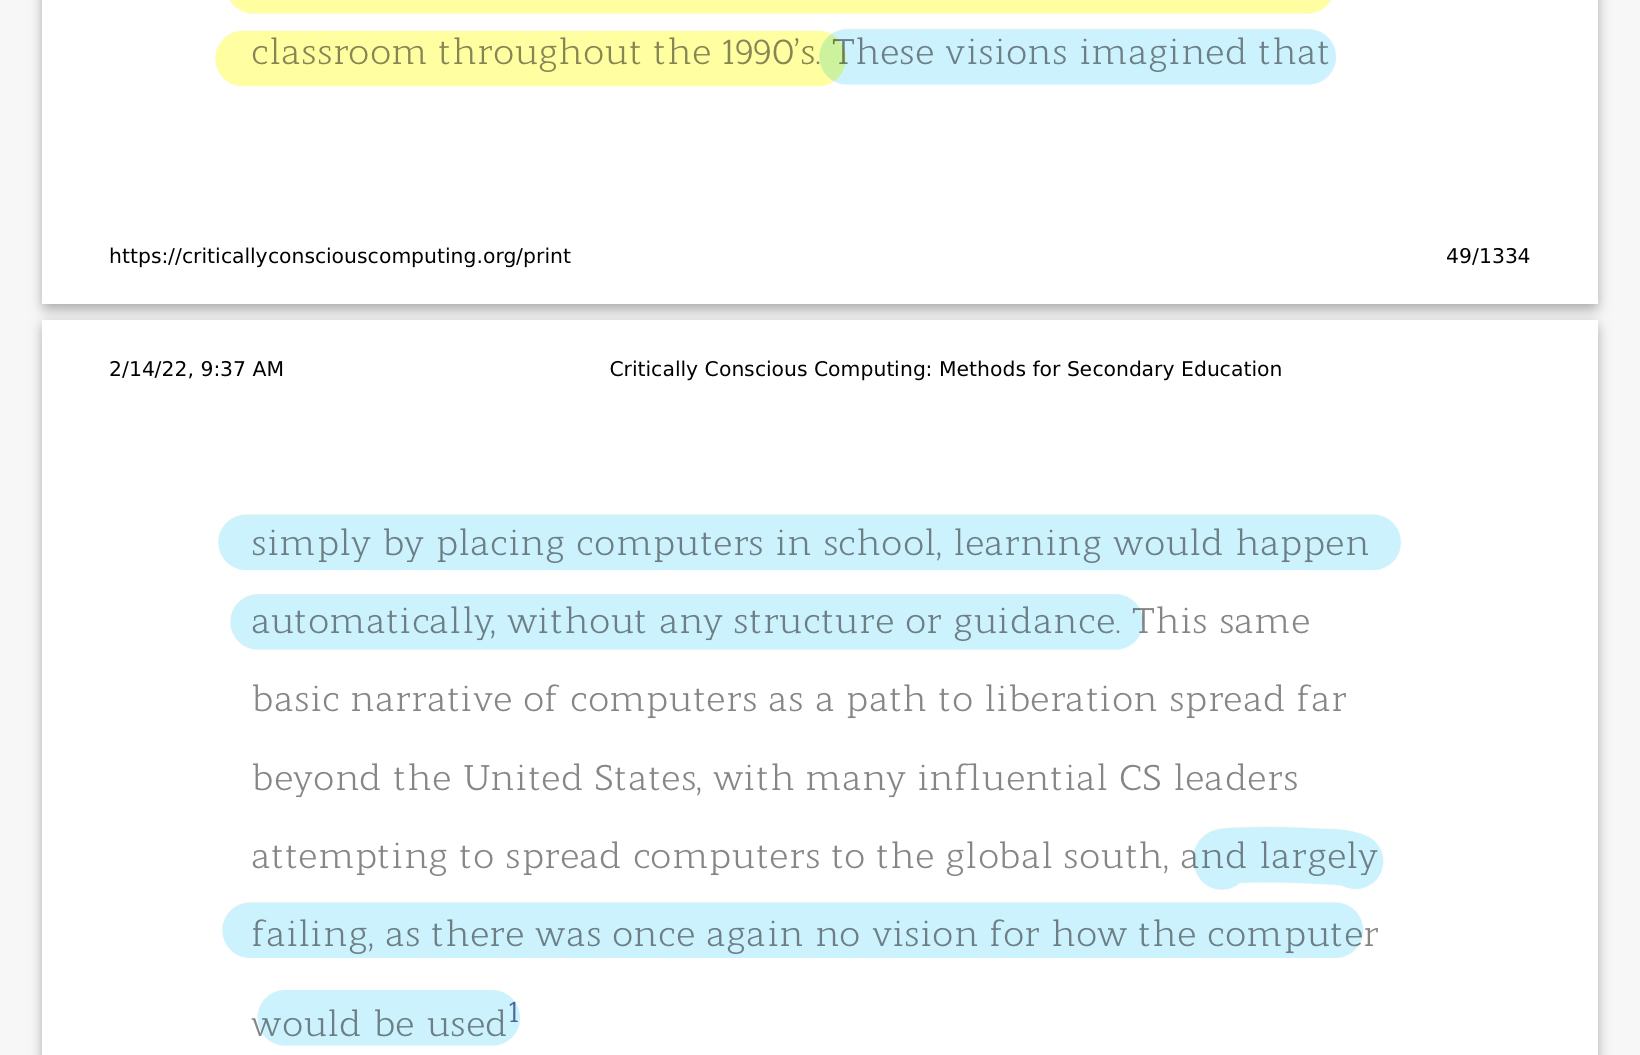 classroom throughout the 1990’s. These visions imagined that
https://criticallyconsciouscomputing.org/print 49/1334
2/14/22, 9:37 AM Critically Conscious Computing: Methods for Secondary Education
simply by placing computers in school, learning would happen
automatically, without any structure or guidance. This same
basic narrative of computers as a path to liberation spread far
beyond the United States, with many influential CS leaders
attempting to spread computers to the global south, and largely
failing, as there was once again no vision for how the computer
would be used1